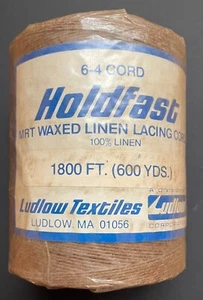 6-4 CORD
Holdfast
MRT WAXED LINEN LACING CO
100% LINEN
1800 FT. (600 YDS.)
Ludlow Textiles
LUDLOW, MA 01056
Ludlow